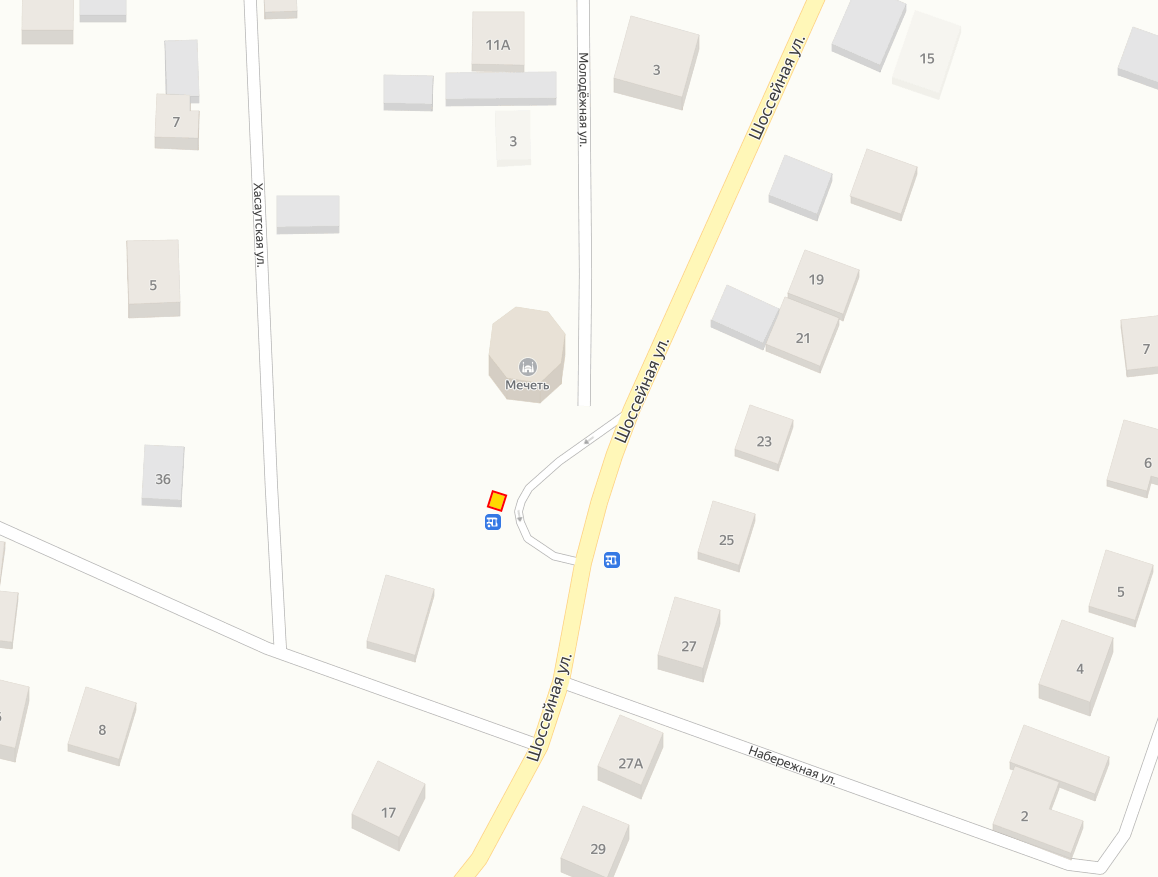 11А
3
15
Шоссейная ул.
Молодёжная ул.
7
3
Хасаутская ул.
5
19
21
7
Мечеть
Шоссейная ул.
23
6
36
25
5
27
4
Шоссейная ул.
8
27А
Набережная ул.
17
2
29